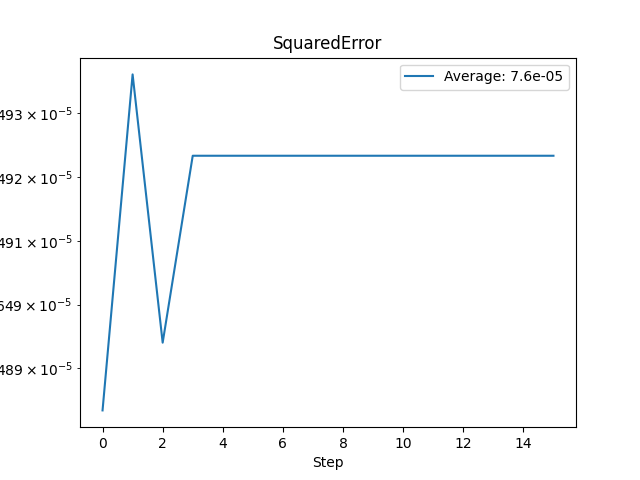 SquaredError
Average: 7.6e-05
493 × 10⁻⁵
492 × 10⁻⁵
491 × 10⁻⁵
649 × 10⁻⁵
489 × 10⁻⁵
0 2 4 6 8 10 12 14
Step